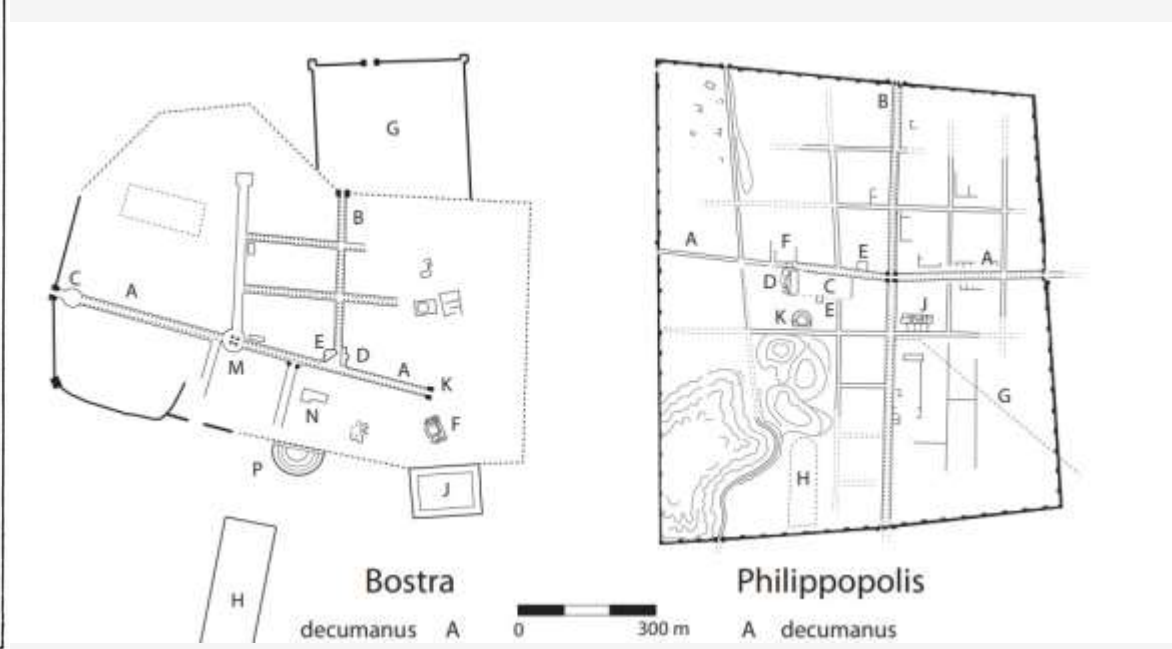 G
B
C
A
E
D
M
A
K
N
F
P
J
H
B
A
F
E
A
D
C
E
J
K
G
H
Bostra
Philippopolis
decumanus A
0 300 m
A decumanus